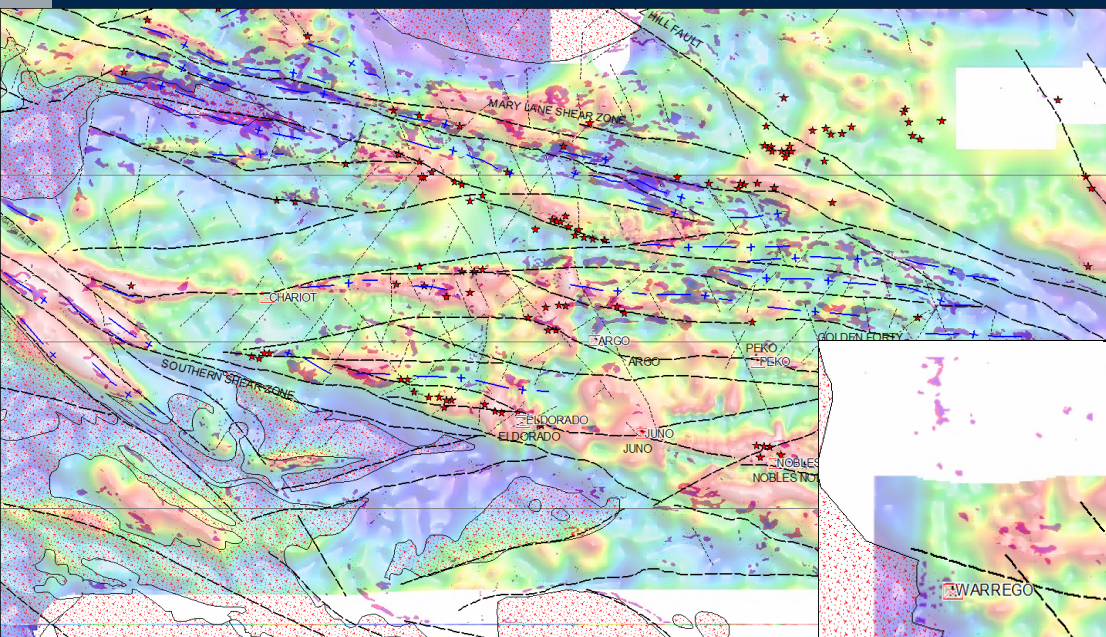 HILL FAULT
MARY LANE SHEAR ZONE
CHARIOT
GOLDEN FORTY
ARGO
PEKO
ARGO
PEKO
SOUTHERN SHEAR ZONE
ELDORADO
ELDORADO
JUNO
JUNO
NOBLES
NOBLES NO
WARREGO